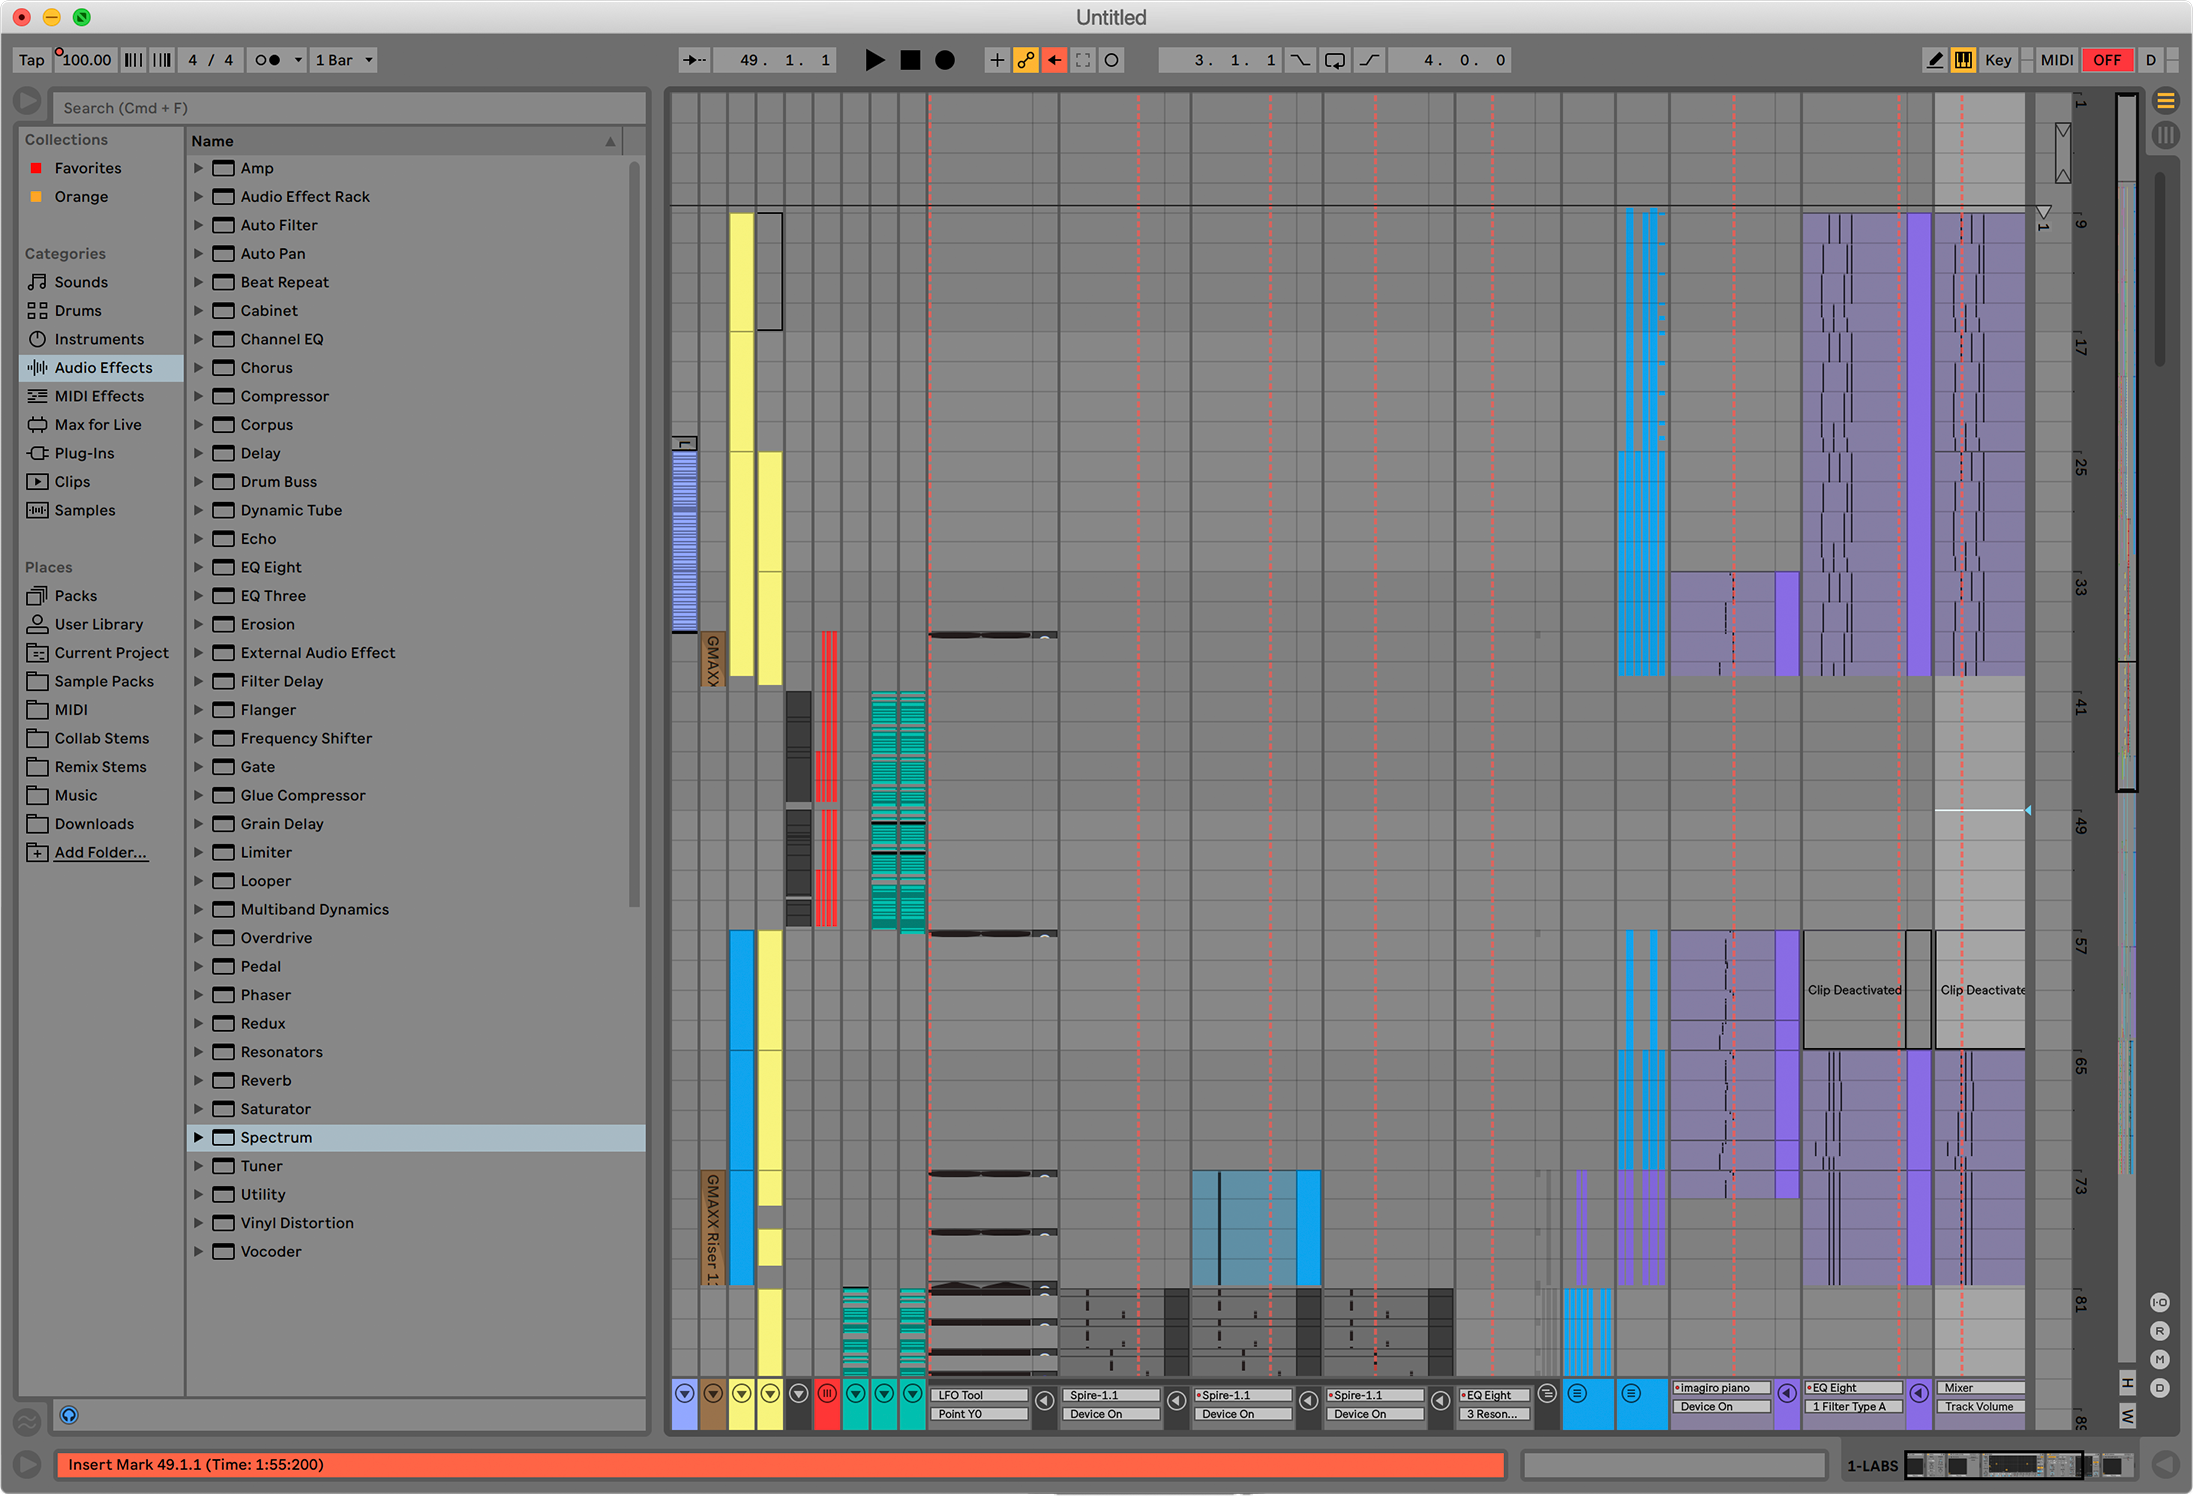 Untitled
Tap 100.00 4 / 4 1 Bar 49. 1. 1 3. 1. 1 4. 0. 0 Key MIDI OFF D
Search (Cmd + F)
Collections
Favorites
Orange
Categories
Sounds
Drums
Instruments
Audio Effects
MIDI Effects
Max for Live
Plug-Ins
Clips
Samples
Places
Packs
User Library
Current Project
Sample Packs
MIDI
Collab Stems
Remix Stems
Music
Downloads
Add Folder...
Name
Amp
Audio Effect Rack
Auto Filter
Auto Pan
Beat Repeat
Cabinet
Channel EQ
Chorus
Compressor
Corpus
Delay
Drum Buss
Dynamic Tube
Echo
EQ Eight
EQ Three
Erosion
External Audio Effect
Filter Delay
Flanger
Frequency Shifter
Gate
Glue Compressor
Grain Delay
Limiter
Looper
Multiband Dynamics
Overdrive
Pedal
Phaser
Redux
Resonators
Reverb
Saturator
Spectrum
Tuner
Utility
Vinyl Distortion
Vocoder
GMAXX
GMAXX Riser 1
Clip Deactivated
Clip Deactivate
1
1
9
17
25
33
41
49
57
65
73
81
89
LFO Tool
Point Y0
Spire-1.1
Device On
Spire-1.1
Device On
Spire-1.1
Device On
EQ Eight
3 Reson...
imagiro piano
Device On
EQ Eight
1 Filter Type A
Mixer
Track Volume
I-O
R
M
D
H
W
Insert Mark 49.1.1 (Time: 1:55:200)
1-LABS